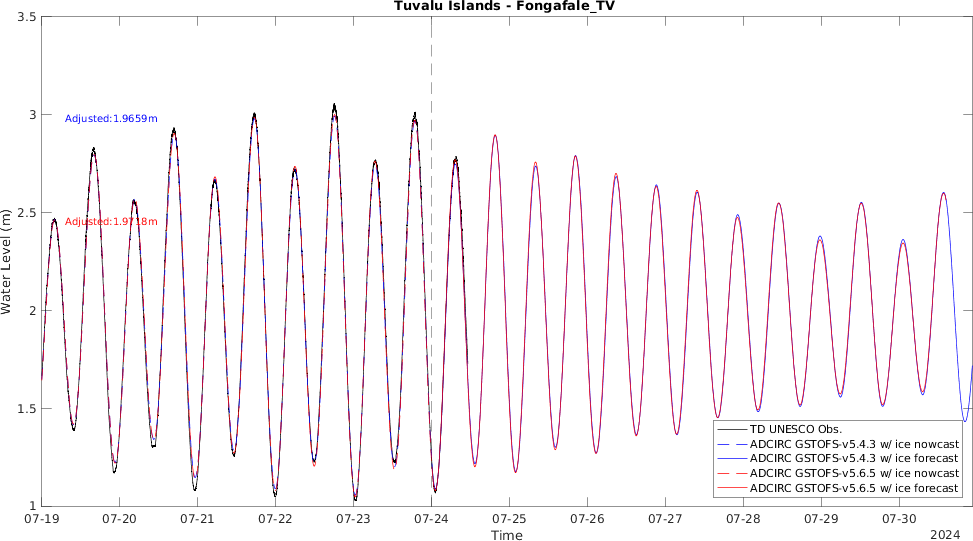 Tuvalu Islands - Fongafale_TV
3.5
3
2.5
2
1.5
1
Water Level (m)
Adjusted:1.9659m
Adjusted:1.9718m
TD UNESCO Obs.
ADCIRC GSTOFS-v5.4.3 w/ ice nowcast
ADCIRC GSTOFS-v5.4.3 w/ ice forecast
ADCIRC GSTOFS-v5.6.5 w/ ice nowcast
ADCIRC GSTOFS-v5.6.5 w/ ice forecast
07-19 07-20 07-21 07-22 07-23 07-24 07-25 07-26 07-27 07-28 07-29 07-30
Time
2024